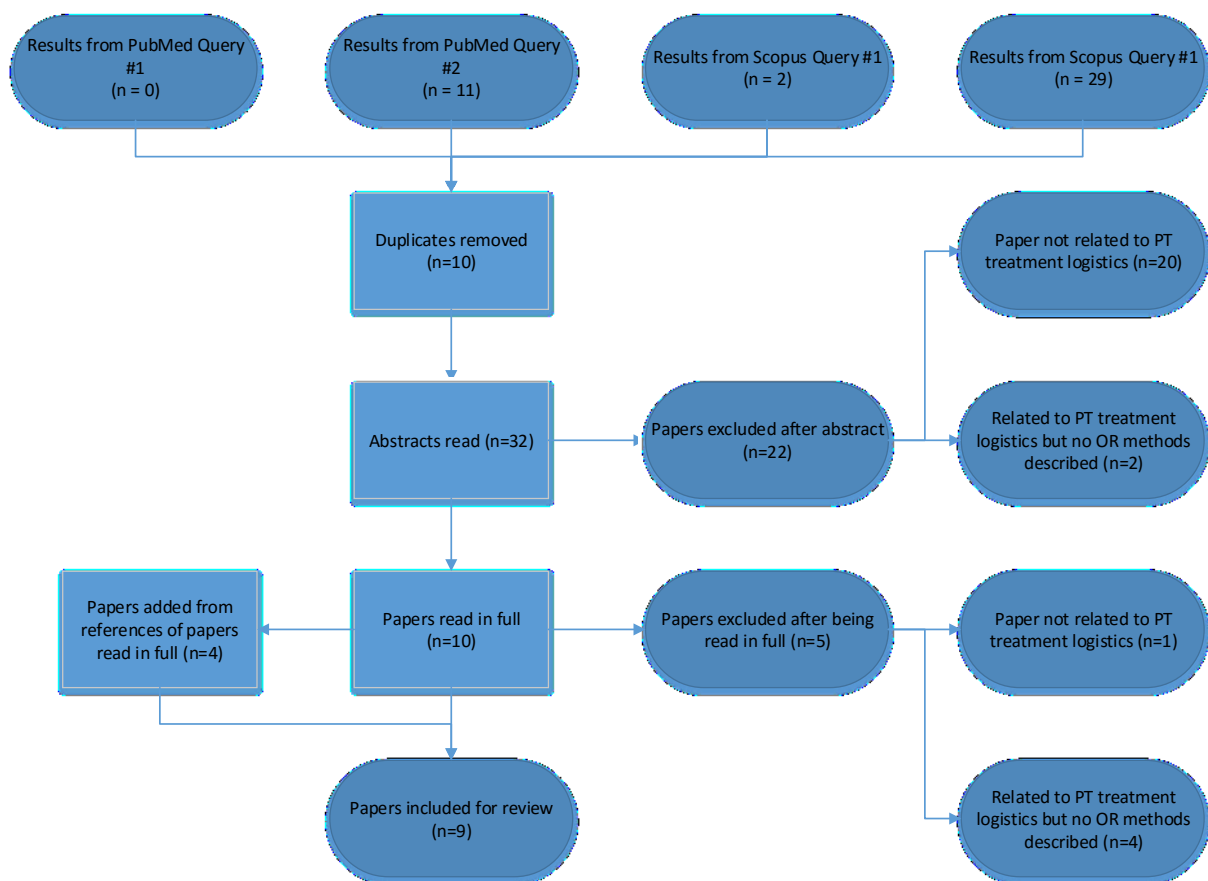 Results from PubMed Query
#1
(n = 0)
Results from PubMed Query
#2
(n = 11)
Results from Scopus Query #1
(n = 2)
Results from Scopus Query #1
(n = 29)
Duplicates removed
(n=10)
Paper not related to PT
treatment logistics (n=20)
Abstracts read (n=32)
Papers excluded after abstract
(n=22)
Related to PT treatment
logistics but no OR methods
described (n=2)
Papers added from
references of papers
read in full (n=4)
Papers read in full
(n=10)
Papers excluded after being
read in full (n=5)
Paper not related to PT
treatment logistics (n=1)
Papers included for review
(n=9)
Related to PT treatment
logistics but no OR methods
described (n=4)